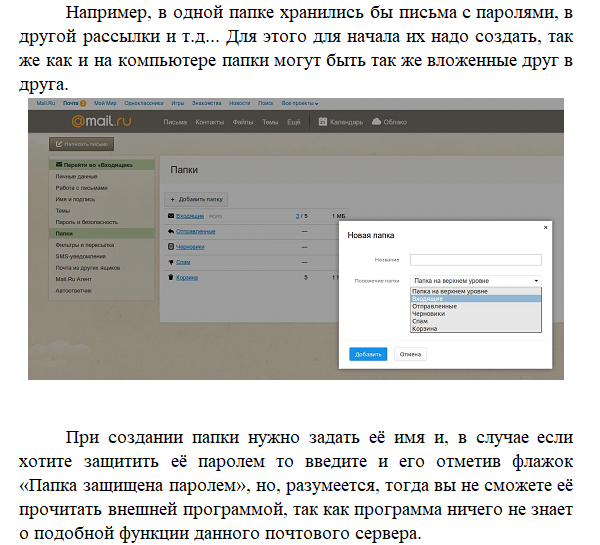 Например, в одной папке хранились бы письма с паролями, в
другой рассылки и т.д... Для этого для начала их надо создать, так
же как и на компьютере папки могут быть так же вложенные друг в
друга.
Mail.Ru Почта 3 Мой Мир Одноклассники Игры Знакомства Новости Поиск Все проекты
@mail.ru Письма Контакты Файлы Темы Ещё 21 Календарь Облако
Написать письмо
Перейти во «Входящие»
Личные данные
Работа с письмами
Имя и подпись
Темы
Пароль и безопасность
Папки
Фильтры и пересылка
SMS-уведомления
Почта из других ящиков
Mail.Ru Агент
Автоответчик
Папки
+ Добавить папку
Входящие POP3 3 / 5 1 МБ
Отправленные —
Черновики —
Спам —
Корзина 5
Новая папка
Название
Положение папки Папка на верхнем уровне
Папка на верхнем уровне
Входящие
Отправленные
Черновики
Спам
Корзина
Добавить Отмена
При создании папки нужно задать её имя и, в случае если
хотите защитить её паролем то введите и его отметив флажок
«Папка защищена паролем», но, разумеется, тогда вы не сможете её
прочитать внешней программой, так как программа ничего не знает
о подобной функции данного почтового сервера.